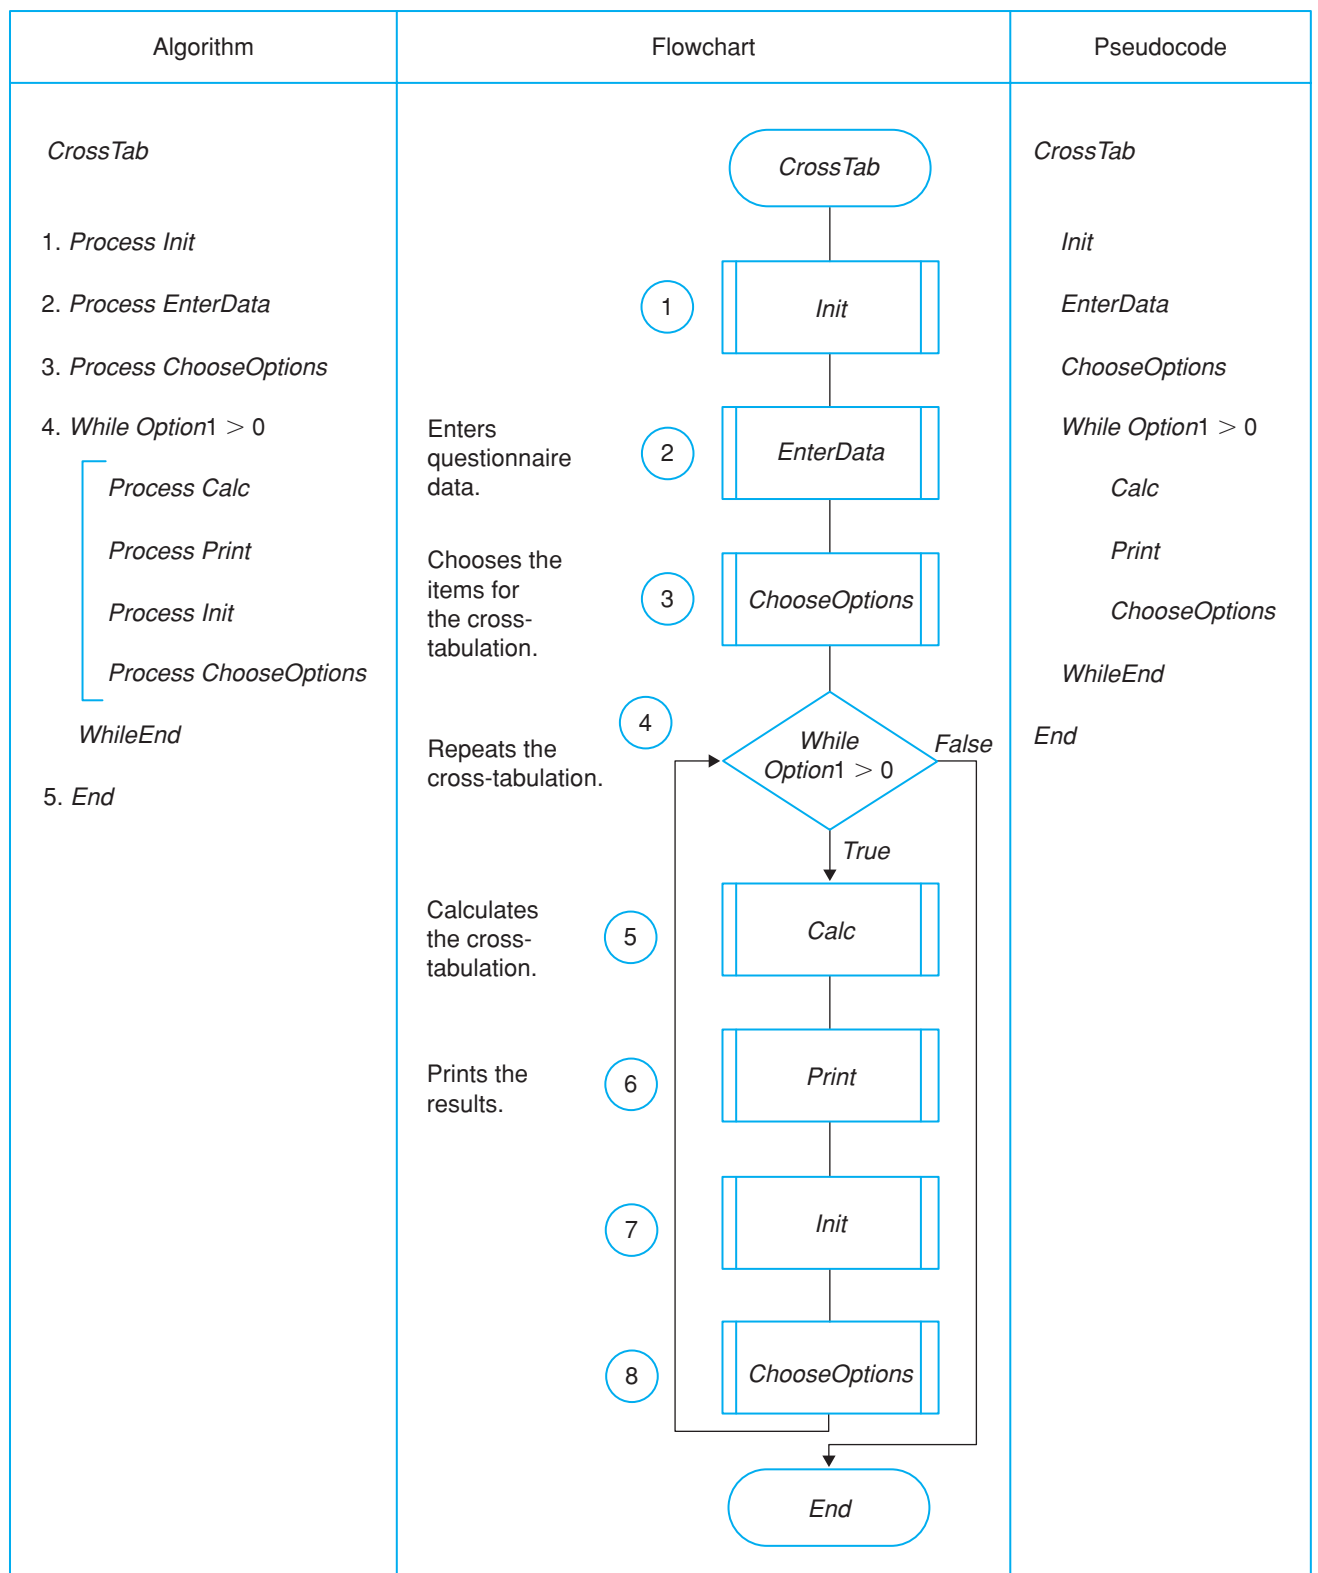 Algorithm
Flowchart
Pseudocode
CrossTab
1. Process Init
2. Process EnterData
3. Process ChooseOptions
4. While Option1 > 0
Process Calc
Process Print
Process Init
Process ChooseOptions
WhileEnd
5. End
CrossTab
1
Init
Enters
questionnaire
data.
2
EnterData
Chooses the
items for
the cross-
tabulation.
3
ChooseOptions
Repeats the
cross-tabulation.
4
While
Option1 > 0
False
True
Calculates
the cross-
tabulation.
5
Calc
Prints the
results.
6
Print
7
Init
8
ChooseOptions
End
CrossTab
Init
EnterData
ChooseOptions
While Option1 > 0
Calc
Print
ChooseOptions
WhileEnd
End